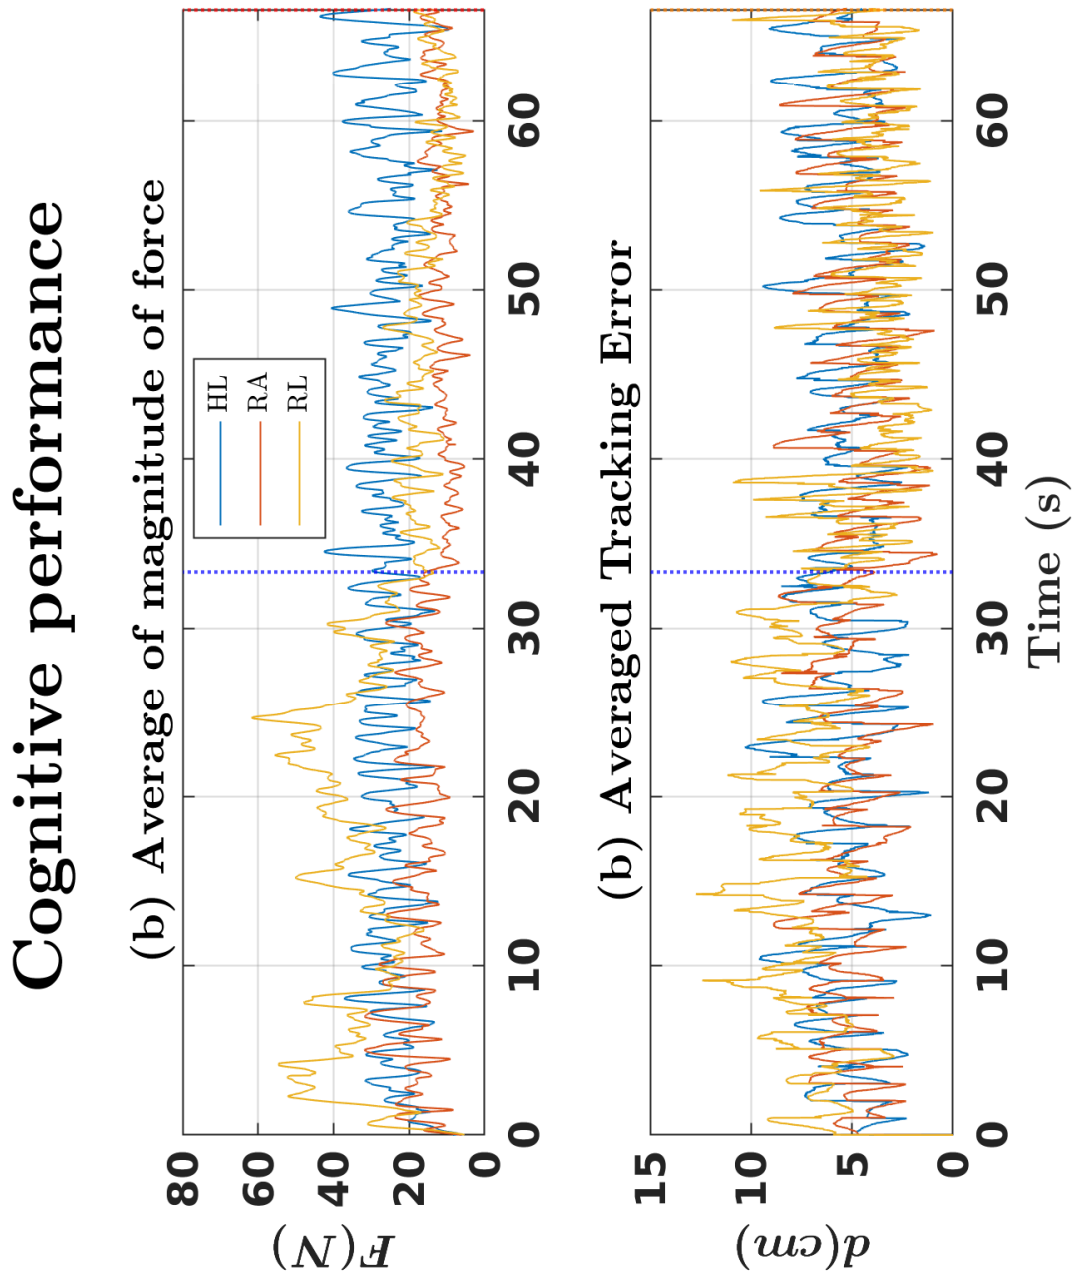 Cognitive performance
(b) Average of magnitude of force
80
60
40
20
0
F(N)
HL
RA
RL
0
10
20
30
40
50
60
(b) Averaged Tracking Error
15
10
5
0
d(cm)
0
10
20
30
40
50
60
Time (s)